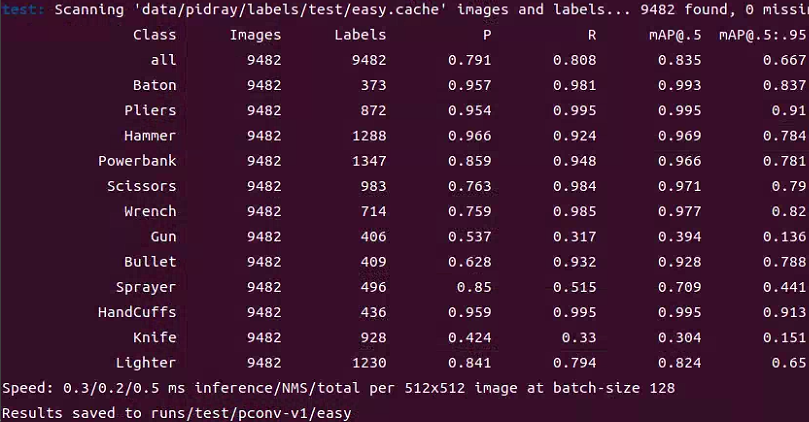 test: Scanning 'data/pidray/labels/test/easy.cache' images and labels... 9482 found, 0 missin
Class Images Labels P R mAP@.5 mAP@.5:.95
all 9482 9482 0.791 0.808 0.835 0.667
Baton 9482 373 0.957 0.981 0.993 0.837
Pliers 9482 872 0.954 0.995 0.995 0.91
Hammer 9482 1288 0.966 0.924 0.969 0.784
Powerbank 9482 1347 0.859 0.948 0.966 0.781
Scissors 9482 983 0.763 0.984 0.971 0.79
Wrench 9482 714 0.759 0.985 0.977 0.82
Gun 9482 406 0.537 0.317 0.394 0.136
Bullet 9482 409 0.628 0.932 0.928 0.788
Sprayer 9482 496 0.85 0.515 0.709 0.441
HandCuffs 9482 436 0.959 0.995 0.995 0.913
Knife 9482 928 0.424 0.33 0.304 0.151
Lighter 9482 1230 0.841 0.794 0.824 0.65
Speed: 0.3/0.2/0.5 ms inference/NMS/total per 512x512 image at batch-size 128
Results saved to runs/test/pconv-v1/easy